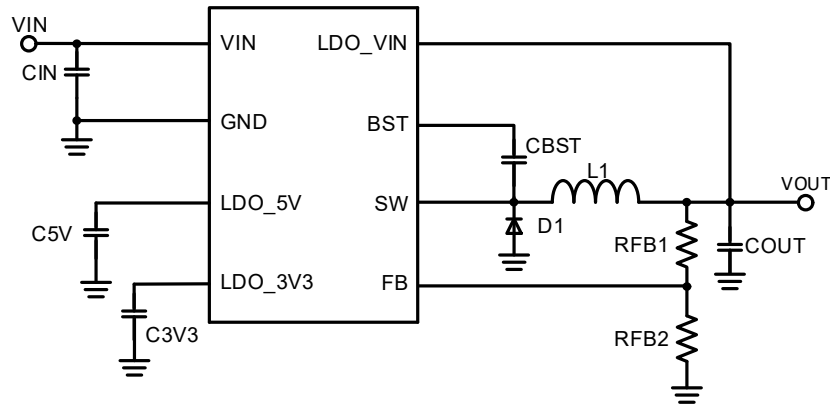 VIN
CIN
VIN
LDO_VIN
GND
BST
CBST
L1
LDO_5V
SW
VOUT
C5V
D1
RFB1
COUT
LDO_3V3
FB
C3V3
RFB2